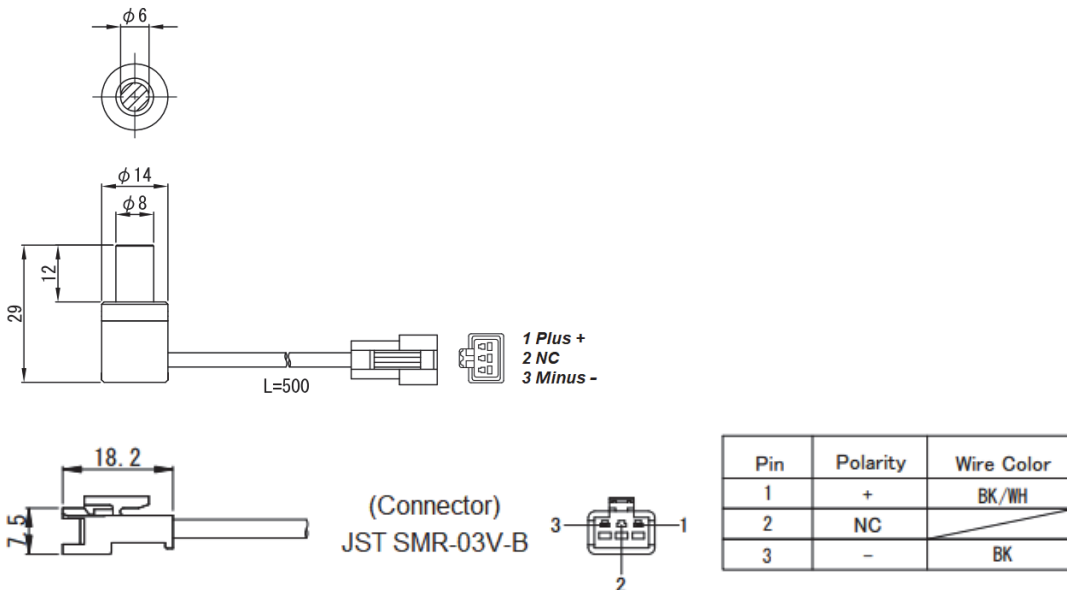 φ6
φ14
φ8
12
29
L=500
1 Plus +
2 NC
3 Minus -
18.2
7.5
(Connector)
JST SMR-03V-B
3
1
2
Pin Polarity Wire Color
1 + BK/WH
2 NC
3 - BK